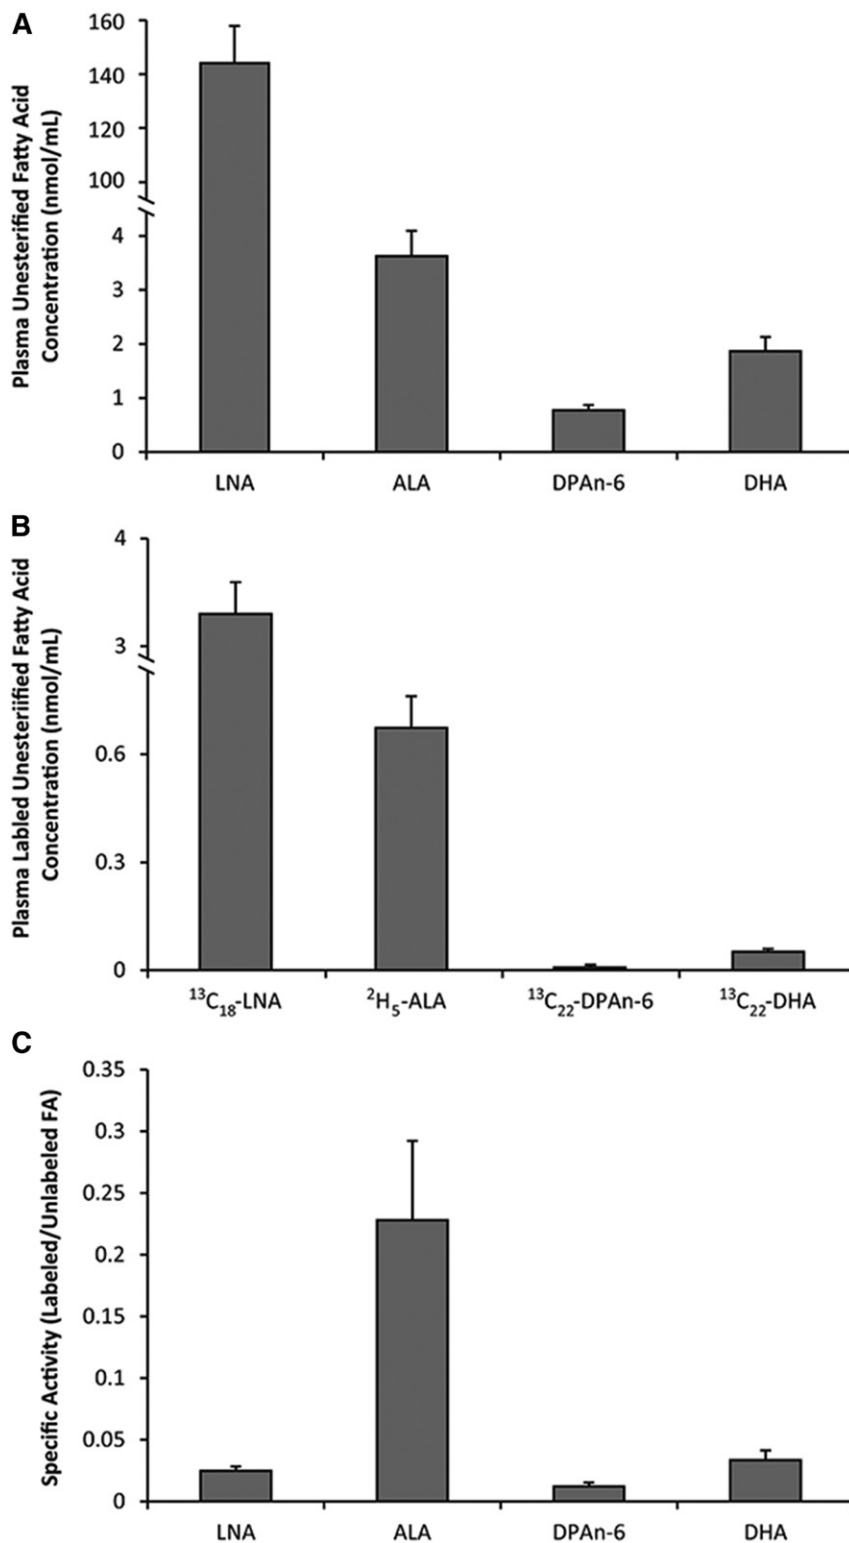 A
Plasma Unesterified Fatty Acid
Concentration (nmol/mL)
160
140
120
100
4
3
2
1
0
LNA ALA DPAn-6 DHA
B
Plasma Labled Unesteriified Fatty Acid
Concentration (nmol/mL)
4
3
0.6
0.3
0
¹³C₁₈-LNA ²H₅-ALA ¹³C₂₂-DPAn-6 ¹³C₂₂-DHA
C
Specific Activity (Labeled/Unlabeled FA)
0.35
0.3
0.25
0.2
0.15
0.1
0.05
0
LNA ALA DPAn-6 DHA